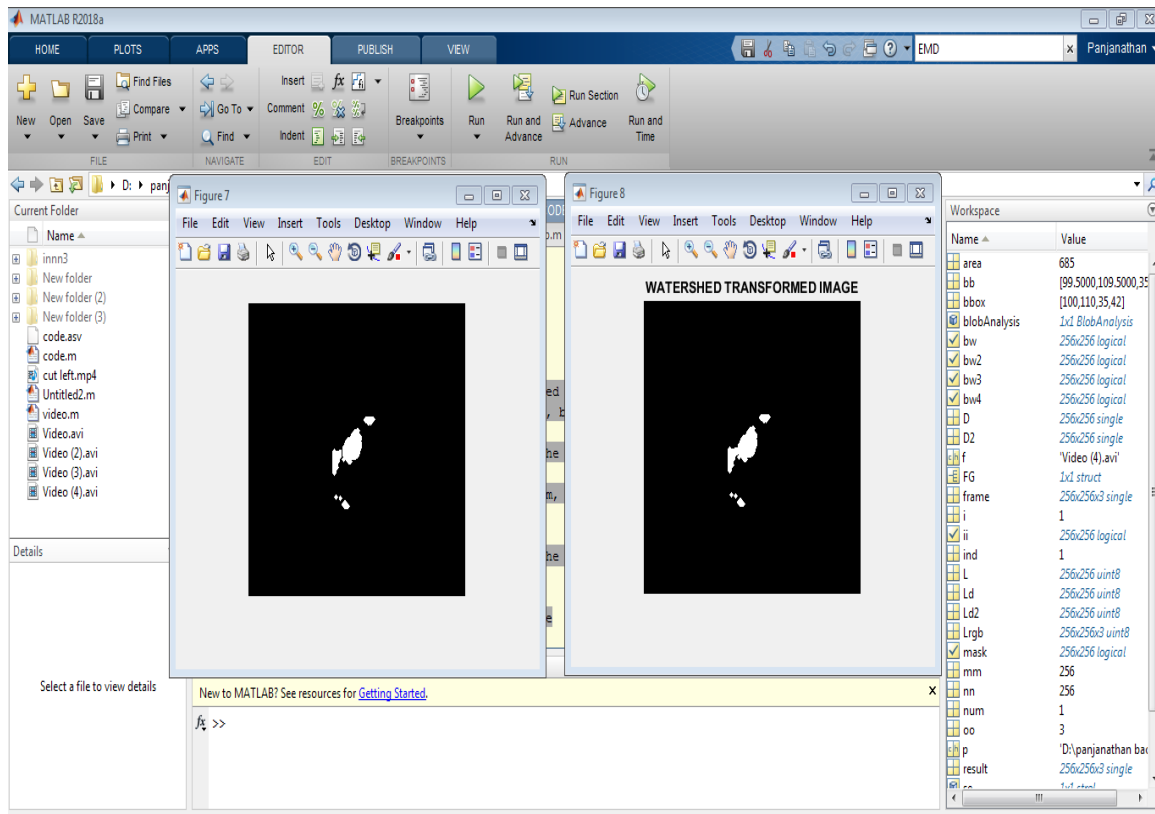 MATLAB R2018a
HOME PLOTS APPS EDITOR PUBLISH VIEW
EMD
Panjanathan
New Open Save
Find Files
Compare
Print
FILE
Go To
Find
NAVIGATE
Insert
Comment
Indent
EDIT
Breakpoints
BREAKPOINTS
Run
Run and Advance
Run Section
Advance
Run and Time
RUN
D: panj
Current Folder
Name
innn3
New folder
New folder (2)
New folder (3)
code.asv
code.m
cut left.mp4
Untitled2.m
video.m
Video.avi
Video (2).avi
Video (3).avi
Video (4).avi
Details
Select a file to view details
Figure 7
File Edit View Insert Tools Desktop Window Help
Figure 8
File Edit View Insert Tools Desktop Window Help
WATERSHED TRANSFORMED IMAGE
New to MATLAB? See resources for Getting Started.
fx >>
Workspace
Name Value
area 685
bb [99.5000,109.5000,35
bbox [100,110,35,42]
blobAnalysis 1x1 BlobAnalysis
bw 256x256 logical
bw2 256x256 logical
bw3 256x256 logical
bw4 256x256 logical
D 256x256 single
D2 256x256 single
f 'Video (4).avi'
FG 1x1 struct
frame 256x256x3 single
i 1
ii 256x256 logical
ind 1
L 256x256 uint8
Ld 256x256 uint8
Ld2 256x256 uint8
Lrgb 256x256x3 uint8
mask 256x256 logical
mm 256
nn 256
num 1
oo 3
p 'D:\panjanathan bac
result 256x256x3 single